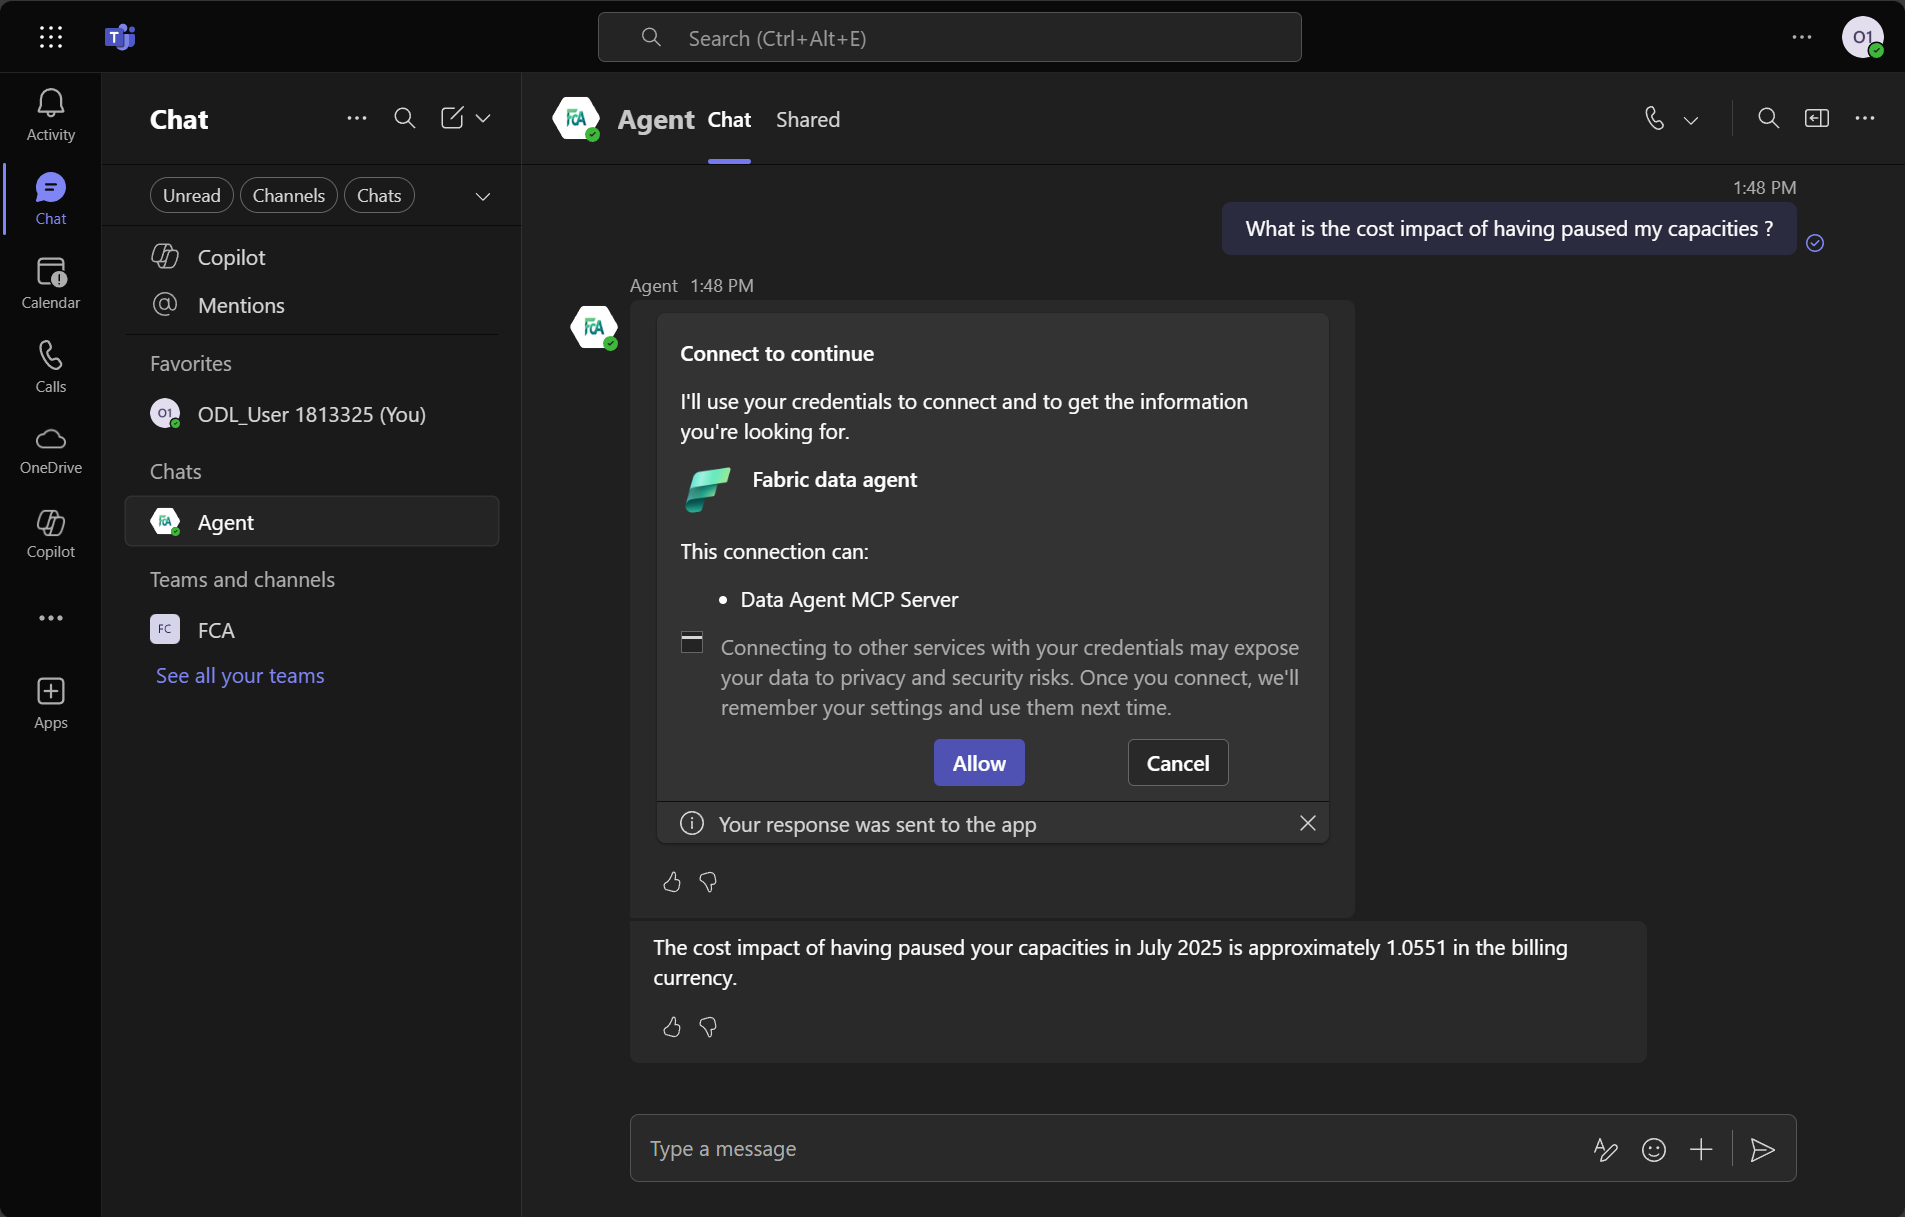 Search (Ctrl+Alt+E)
O1
Activity
Chat
Calendar
Calls
OneDrive
Copilot
Apps
Chat
Unread
Channels
Chats
Copilot
Mentions
Favorites
O1
ODL_User 1813325 (You)
Chats
FCA
Agent
Teams and channels
FC
FCA
See all your teams
FCA
Agent
Chat
Shared
1:48 PM
What is the cost impact of having paused my capacities ?
Agent 1:48 PM
FCA
Connect to continue
I'll use your credentials to connect and to get the information
you're looking for.
Fabric data agent
This connection can:
• Data Agent MCP Server
Connecting to other services with your credentials may expose
your data to privacy and security risks. Once you connect, we'll
remember your settings and use them next time.
Allow
Cancel
Your response was sent to the app
The cost impact of having paused your capacities in July 2025 is approximately 1.0551 in the billing
currency.
Type a message